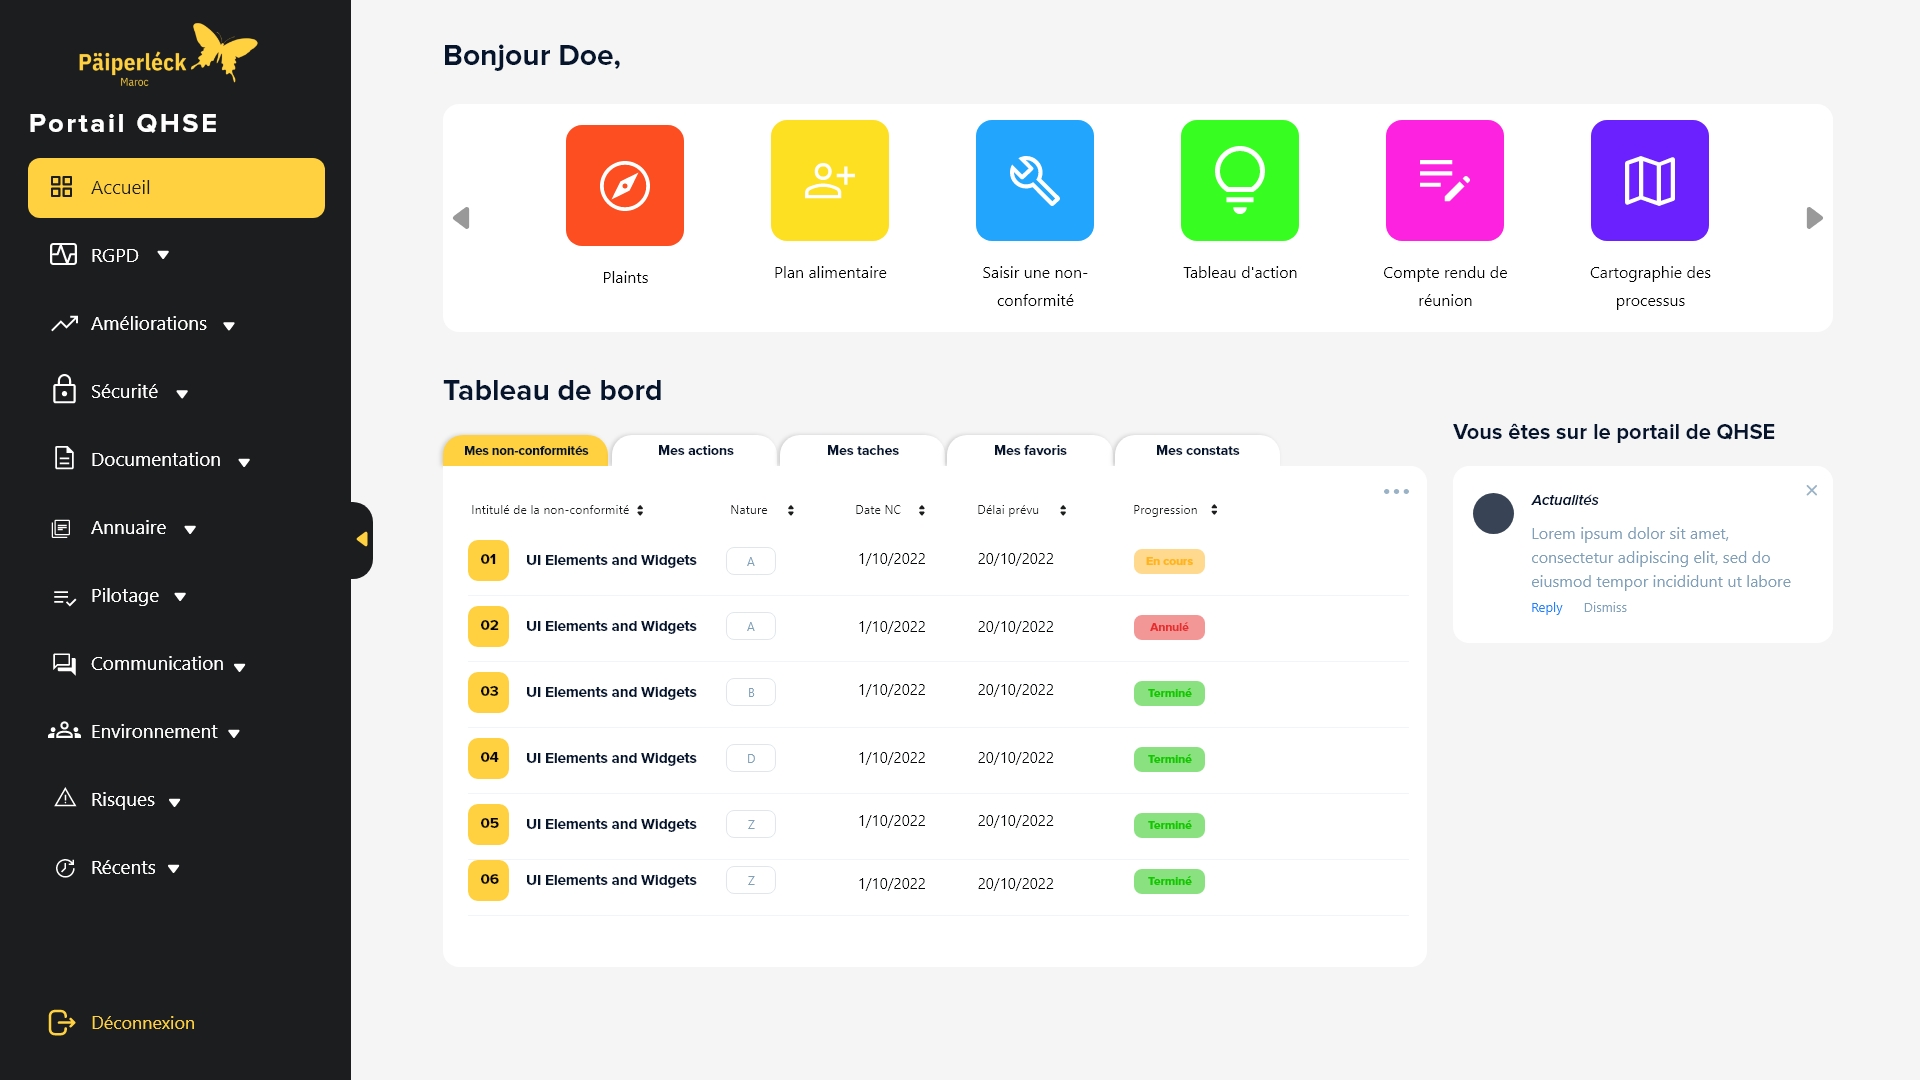 Päiperléck
Maroc
Portail QHSE
Accueil
RGPD
Améliorations
Sécurité
Documentation
Annuaire
Pilotage
Communication
Environnement
Risques
Récents
Déconnexion
Bonjour Doe,
Plaints
Plan alimentaire
Saisir une non-
conformité
Tableau d'action
Compte rendu de
réunion
Cartographie des
processus
Tableau de bord
Mes non-conformités Mes actions Mes taches Mes favoris Mes constats
Intitulé de la non-conformité Nature Date NC Délai prévu Progression
01 UI Elements and Widgets A 1/10/2022 20/10/2022 En cours
02 UI Elements and Widgets A 1/10/2022 20/10/2022 Annulé
03 UI Elements and Widgets B 1/10/2022 20/10/2022 Terminé
04 UI Elements and Widgets D 1/10/2022 20/10/2022 Terminé
05 UI Elements and Widgets Z 1/10/2022 20/10/2022 Terminé
06 UI Elements and Widgets Z 1/10/2022 20/10/2022 Terminé
Vous êtes sur le portail de QHSE
Actualités
Lorem ipsum dolor sit amet,
consectetur adipiscing elit, sed do
eiusmod tempor incididunt ut labore
Reply Dismiss